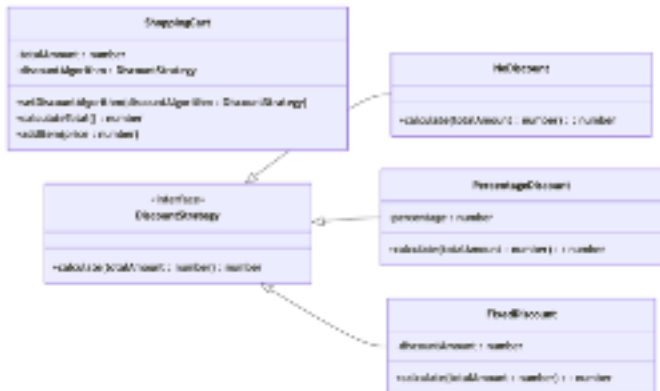 ShoppingCart
-totalAmount : number
-discountAlgorithm : DiscountStrategy
+setDiscountAlgorithm(discountAlgorithm : DiscountStrategy)
+calculateTotal() : number
+addItem(price : number)
NoDiscount
+calculate(totalAmount : number) : : number
«interface»
DiscountStrategy
+calculate(totalAmount : number) : number
PercentageDiscount
-percentage : number
+calculate(totalAmount : number) : : number
FixedDiscount
-discountAmount : number
+calculate(totalAmount : number) : : number